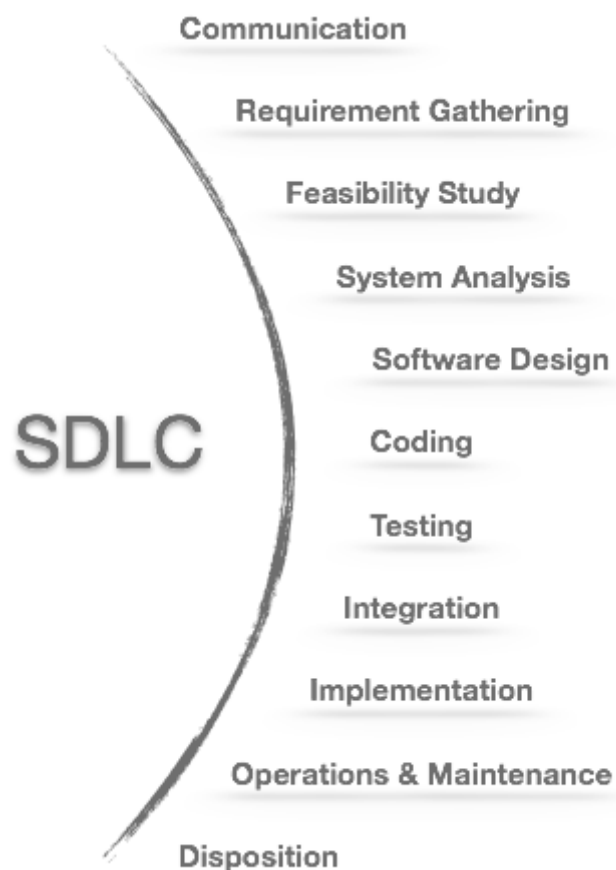 Communication
Requirement Gathering
Feasibility Study
System Analysis
Software Design
SDLC
Coding
Testing
Integration
Implementation
Operations & Maintenance
Disposition